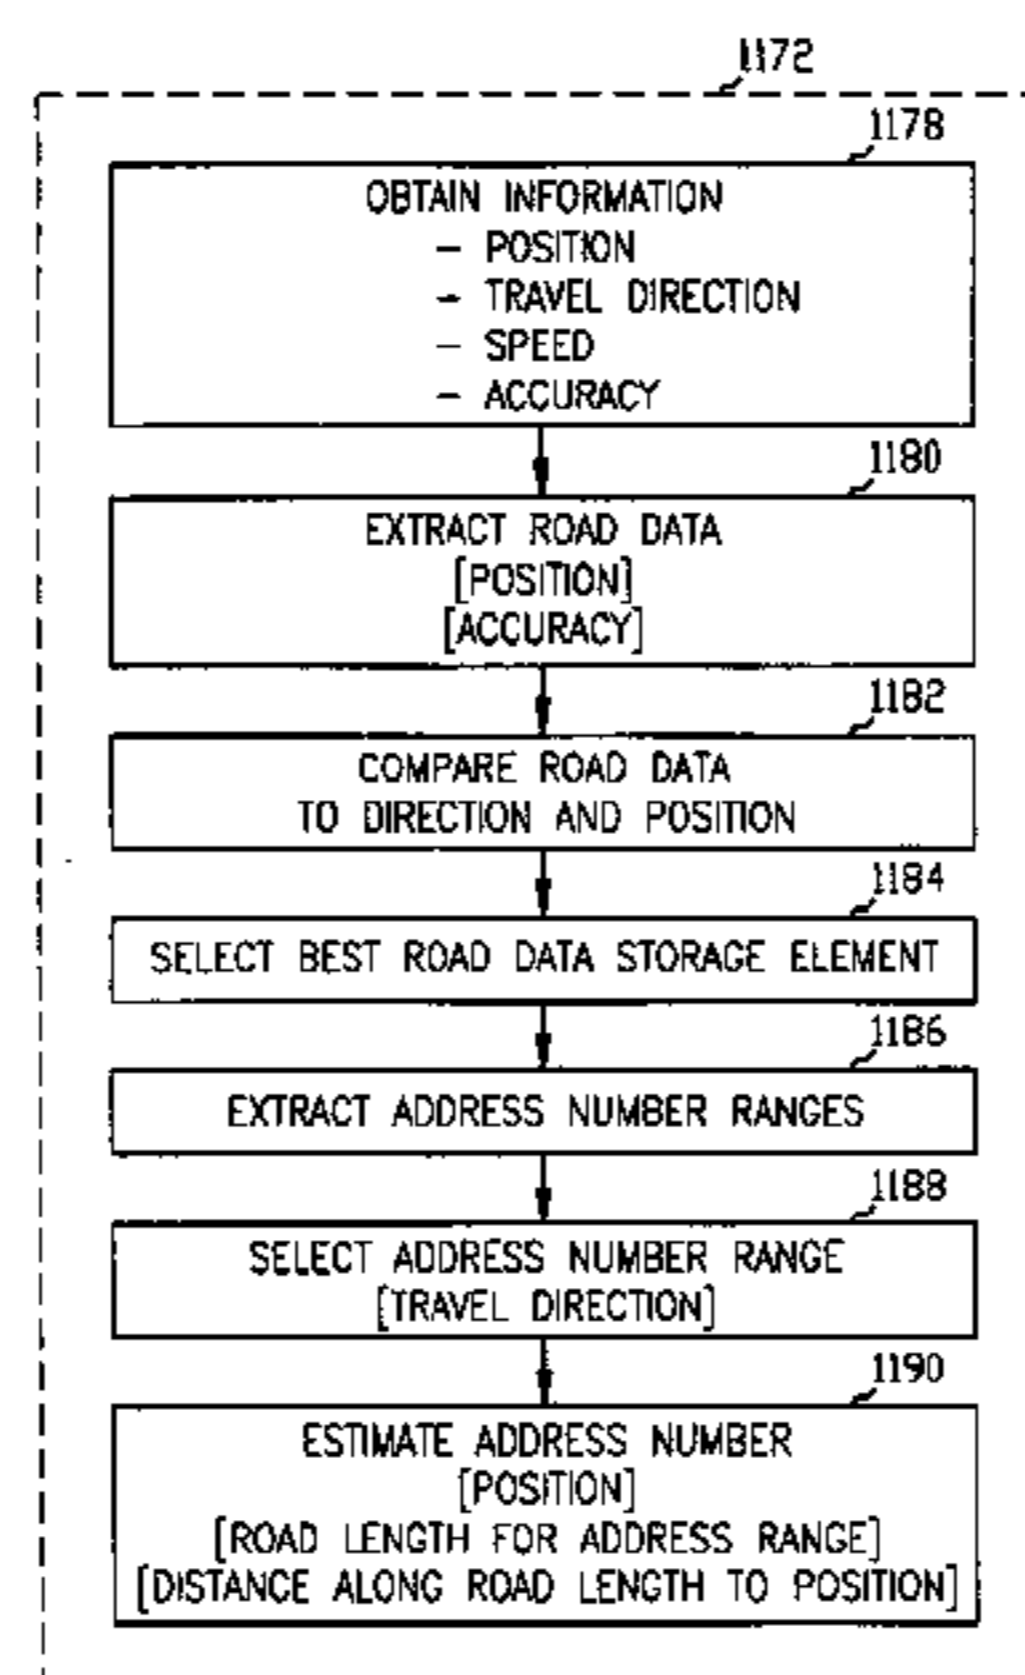 1172
1178
OBTAIN INFORMATION
- POSITION
- TRAVEL DIRECTION
- SPEED
- ACCURACY
1180
EXTRACT ROAD DATA
[POSITION]
[ACCURACY]
1182
COMPARE ROAD DATA
TO DIRECTION AND POSITION
1184
SELECT BEST ROAD DATA STORAGE ELEMENT
1186
EXTRACT ADDRESS NUMBER RANGES
1188
SELECT ADDRESS NUMBER RANGE
[TRAVEL DIRECTION]
1190
ESTIMATE ADDRESS NUMBER
[POSITION]
[ROAD LENGTH FOR ADDRESS RANGE]
[DISTANCE ALONG ROAD LENGTH TO POSITION]